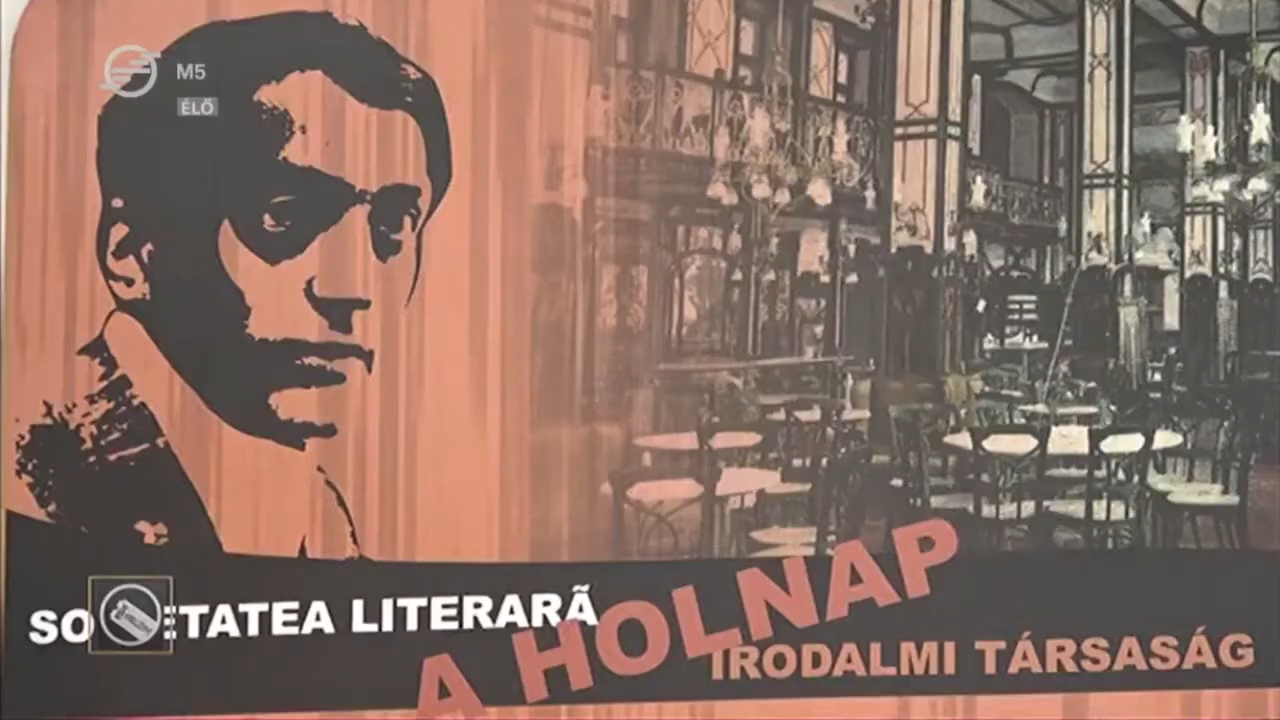 M5
ÉLŐ
SO ETATEA LITERARÃ
A HOLNAP
IRODALMI TÁRSASÁG